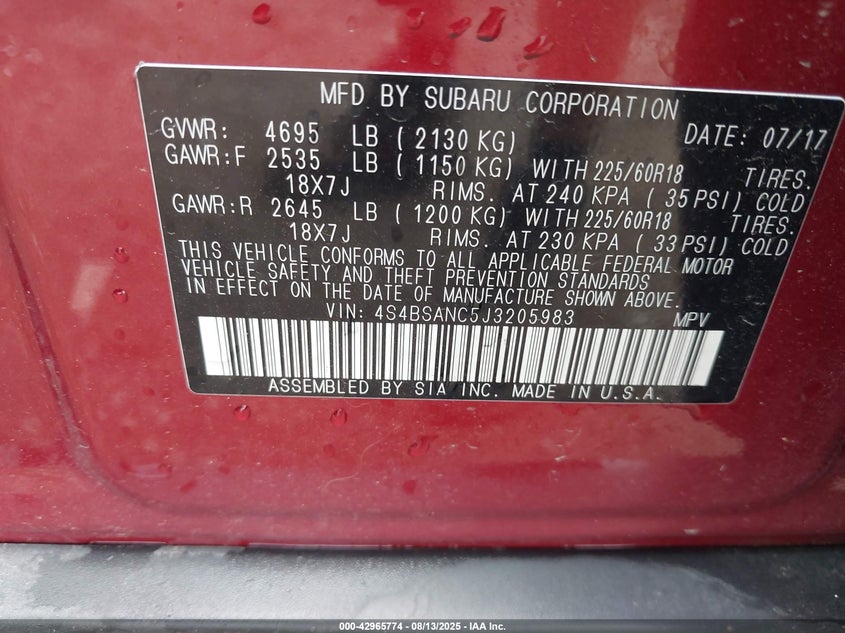 MFD BY SUBARU CORPORATION
GVWR: 4695 LB ( 2130 KG) DATE: 07/17
GAWR:F 2535 LB ( 1150 KG) WITH 225/60R18 TIRES.
18X7J RIMS. AT 240 KPA ( 35 PSI) COLD
GAWR:R 2645 LB ( 1200 KG) WITH 225/60R18 TIRES.
18X7J RIMS. AT 230 KPA ( 33 PSI) COLD
THIS VEHICLE CONFORMS TO ALL APPLICABLE FEDERAL MOTOR
VEHICLE SAFETY AND THEFT PREVENTION STANDARDS
IN EFFECT ON THE DATE OF MANUFACTURE SHOWN ABOVE.
VIN: 4S4BSANC5J3205983 MPV
ASSEMBLED BY SIA INC. MADE IN U.S.A.
000-42965774 | 08/13/2025 - IAA Inc.